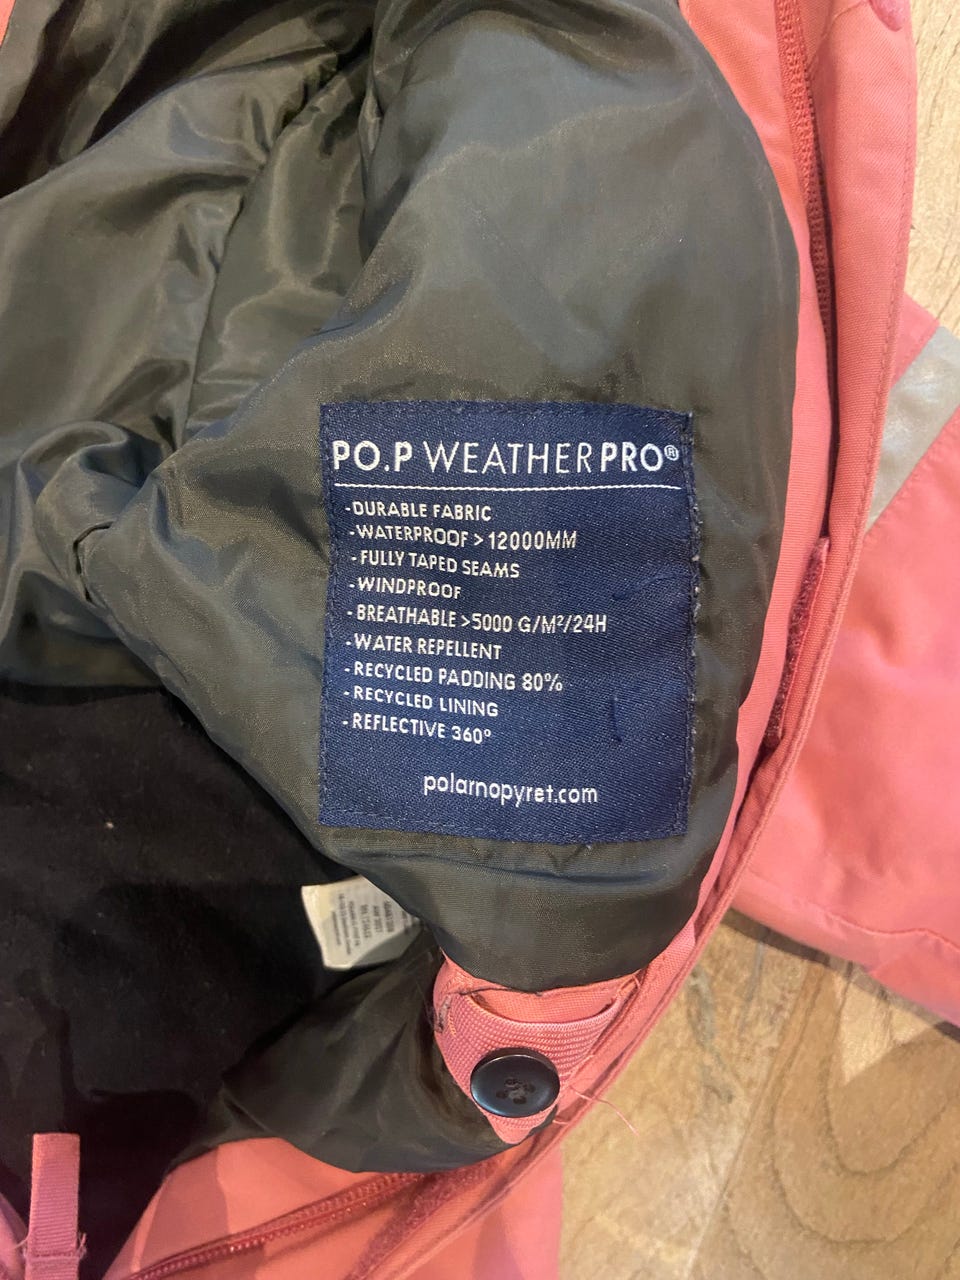 PO.P WEATHERPRO®
-DURABLE FABRIC
-WATERPROOF > 12000MM
-FULLY TAPED SEAMS
-WINDPROOF
-BREATHABLE >5000 G/M²/24H
-WATER REPELLENT
-RECYCLED PADDING 80%
-RECYCLED LINING
-REFLECTIVE 360°
polarnopyret.com